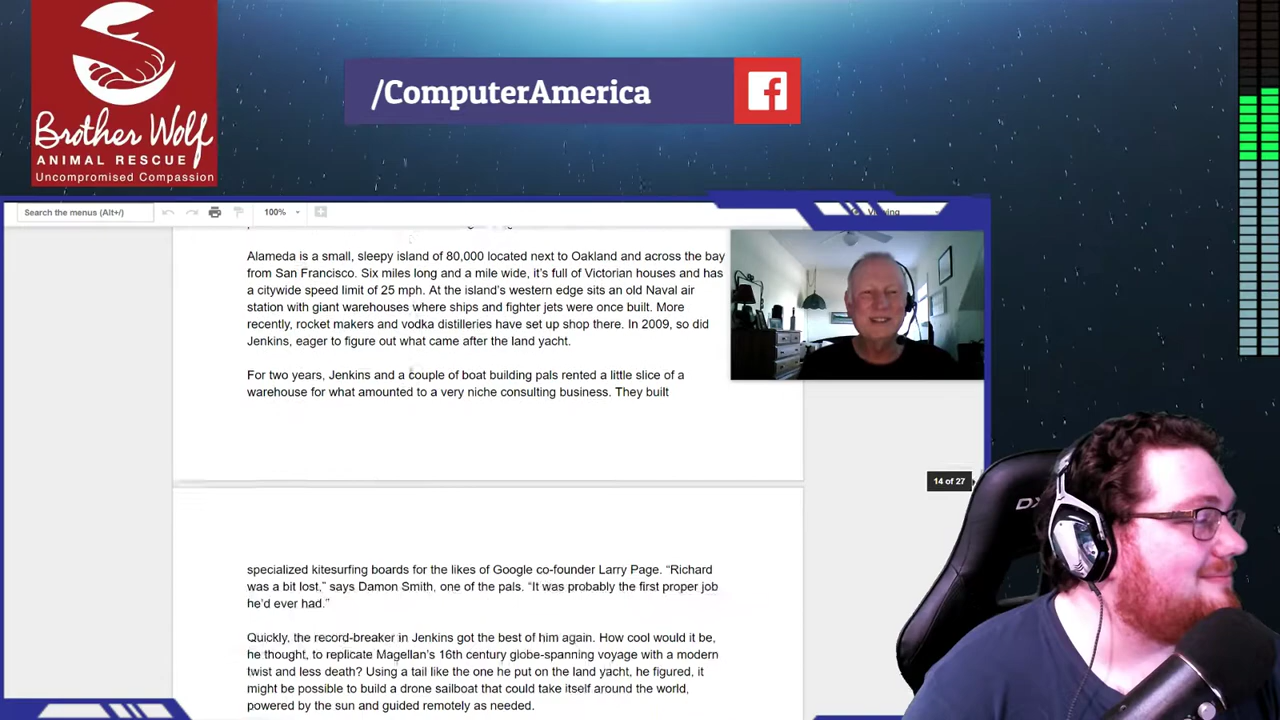 Brother Wolf
ANIMAL RESCUE
Uncompromised Compassion
/ComputerAmerica
Search the menus (Alt+/)
100%
Alameda is a small, sleepy island of 80,000 located next to Oakland and across the bay
from San Francisco. Six miles long and a mile wide, it’s full of Victorian houses and has
a citywide speed limit of 25 mph. At the island’s western edge sits an old Naval air
station with giant warehouses where ships and fighter jets were once built. More
recently, rocket makers and vodka distilleries have set up shop there. In 2009, so did
Jenkins, eager to figure out what came after the land yacht.
For two years, Jenkins and a couple of boat building pals rented a little slice of a
warehouse for what amounted to a very niche consulting business. They built
14 of 27
specialized kitesurfing boards for the likes of Google co-founder Larry Page. “Richard
was a bit lost,” says Damon Smith, one of the pals. “It was probably the first proper job
he’d ever had.”
Quickly, the record-breaker in Jenkins got the best of him again. How cool would it be,
he thought, to replicate Magellan’s 16th century globe-spanning voyage with a modern
twist and less death? Using a tail like the one he put on the land yacht, he figured, it
might be possible to build a drone sailboat that could take itself around the world,
powered by the sun and guided remotely as needed.
DX